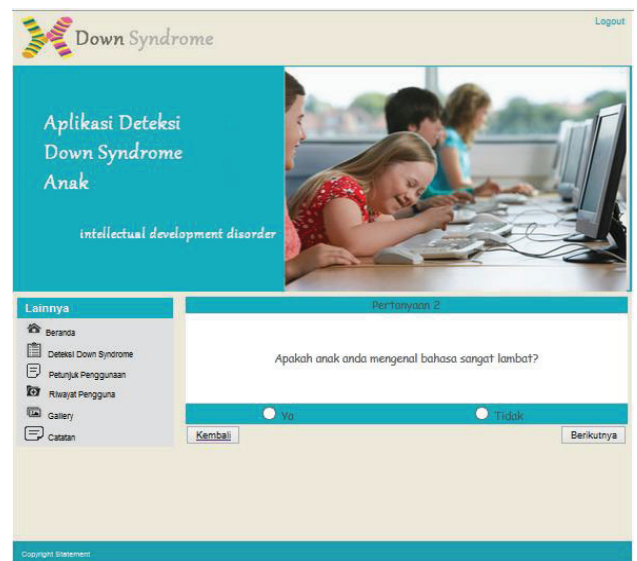 Down Syndrome
Logout
Aplikasi Deteksi
Down Syndrome
Anak
intellectual development disorder
Lainnya
Beranda
Deteksi Down Syndrome
Petunjuk Penggunaan
Riwayat Pengguna
Gallery
Catatan
Pertanyaan 2
Apakah anak anda mengenal bahasa sangat lambat?
Ya
Tidak
Kembali
Berikutnya
Copyright Statement